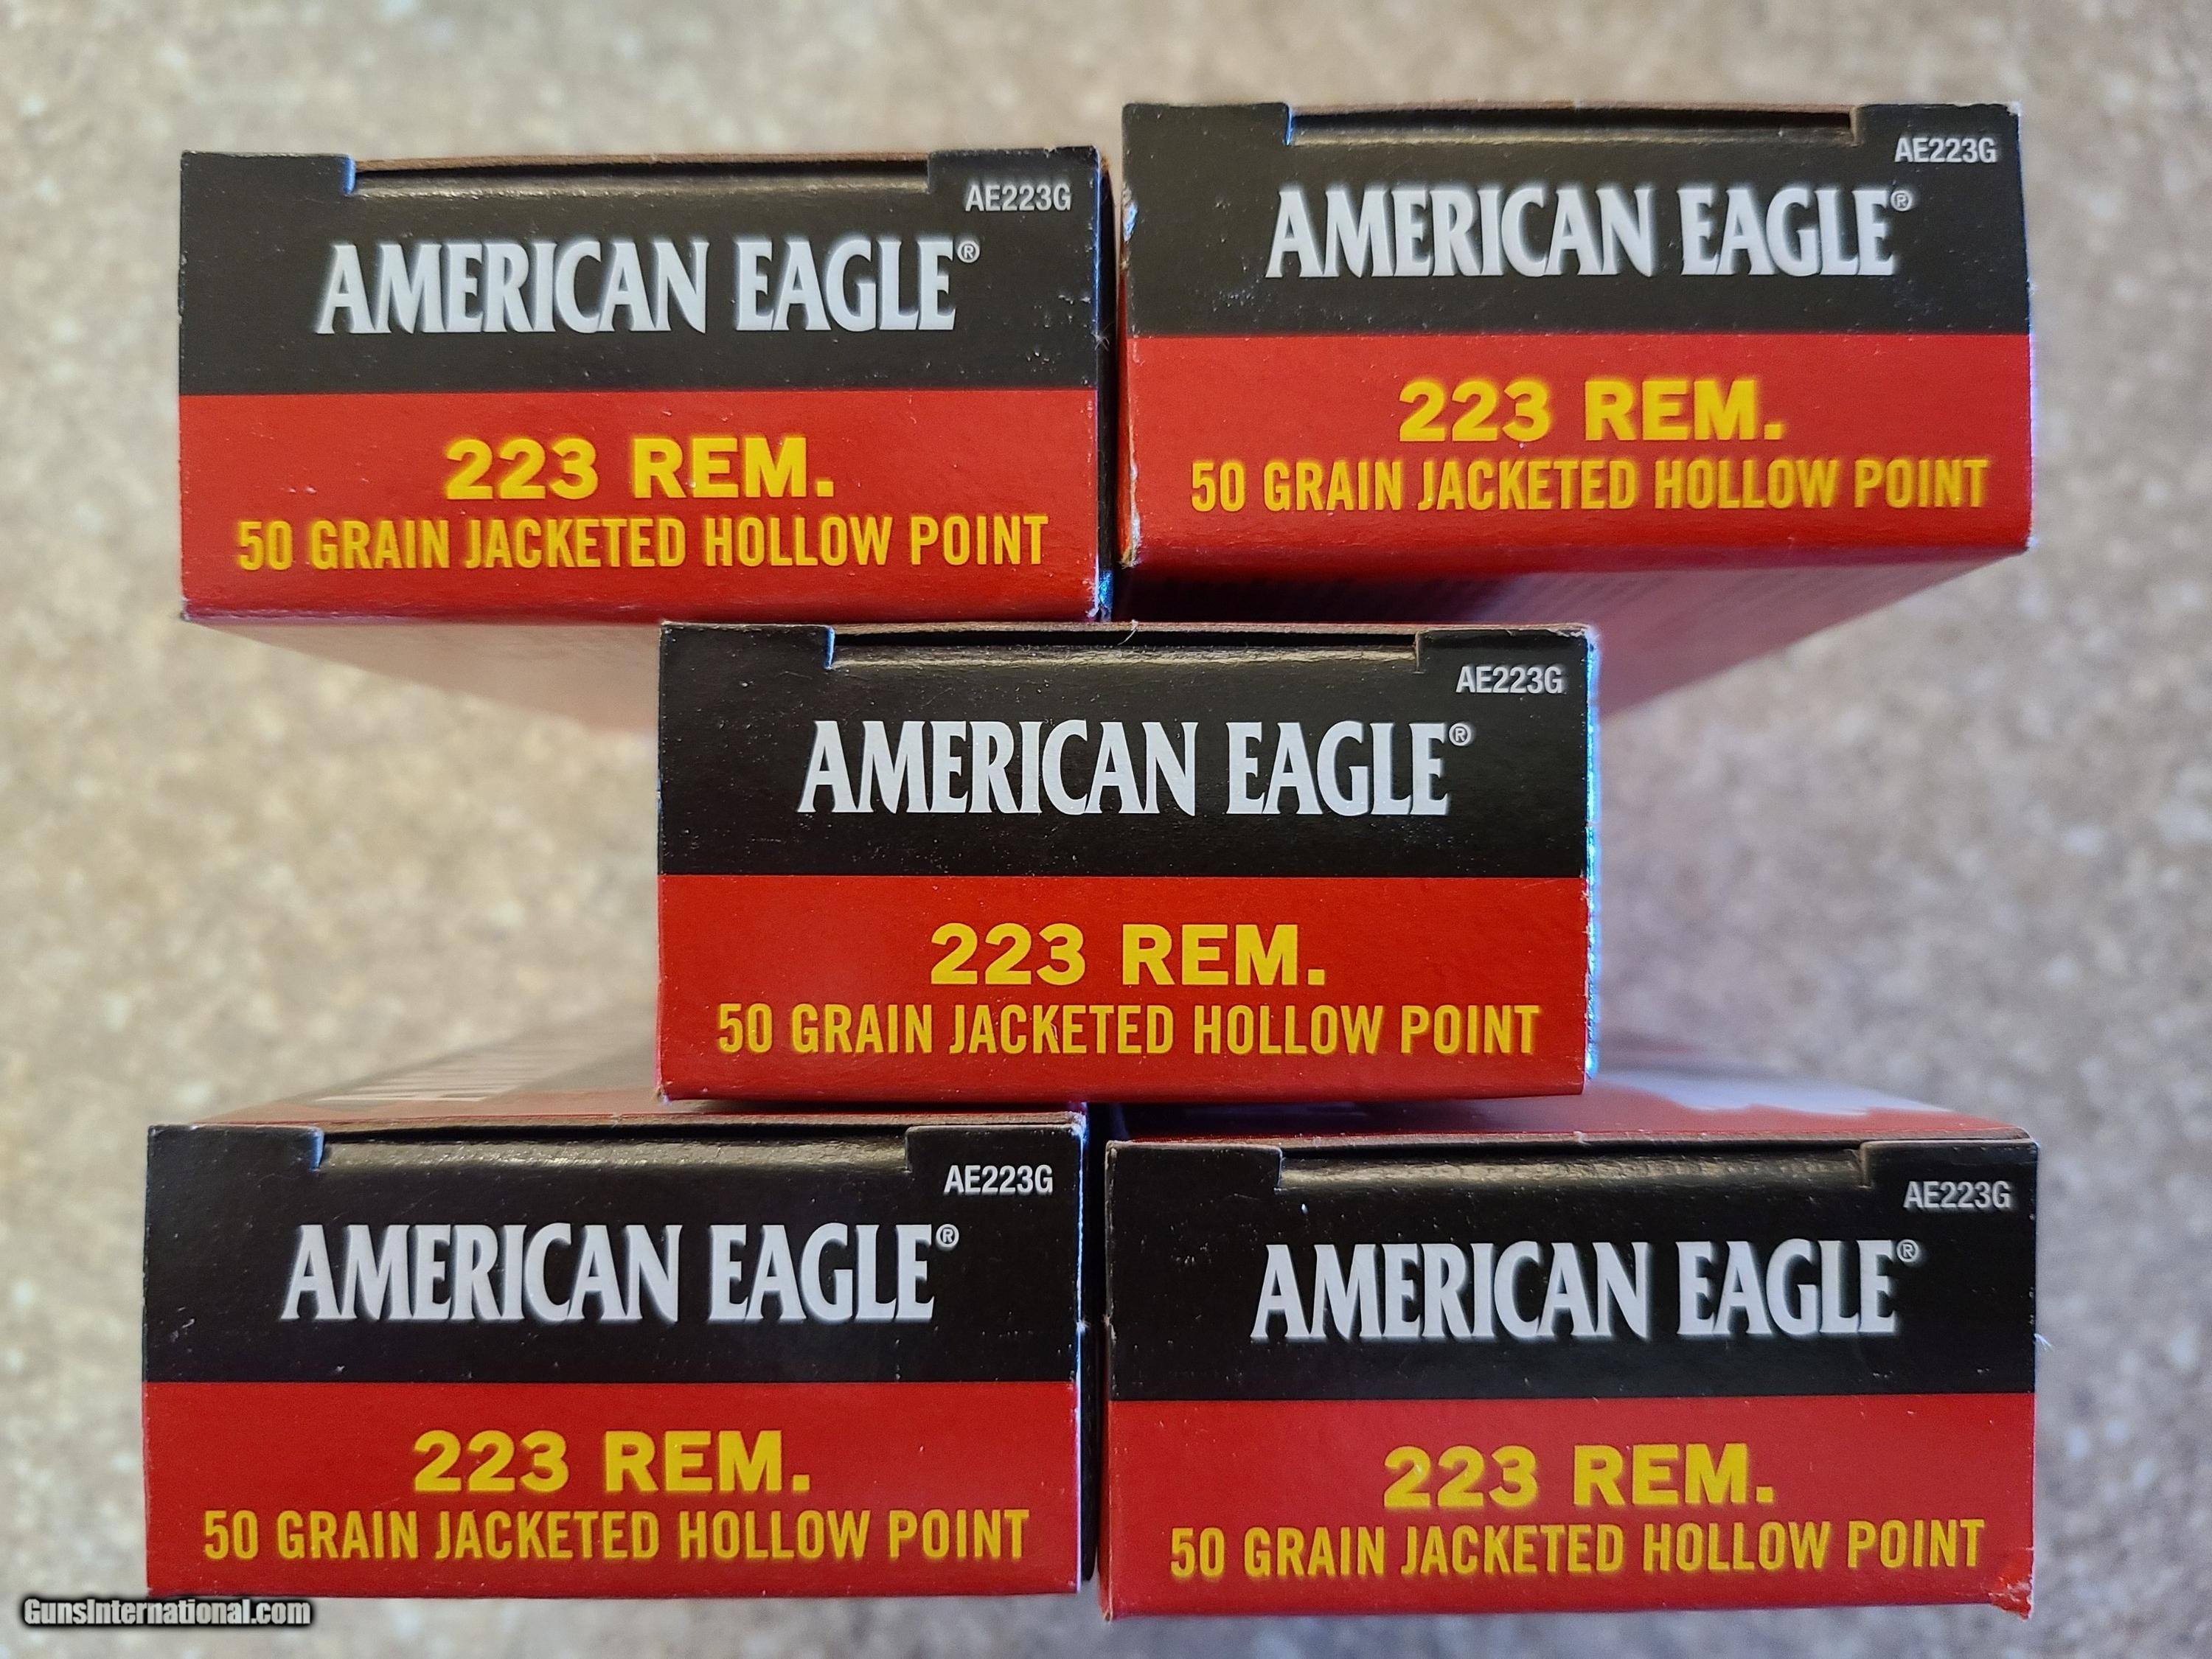 AE223G
AMERICAN EAGLE®
223 REM.
50 GRAIN JACKETED HOLLOW POINT
AE223G
AMERICAN EAGLE®
223 REM.
50 GRAIN JACKETED HOLLOW POINT
AE223G
AMERICAN EAGLE®
223 REM.
50 GRAIN JACKETED HOLLOW POINT
AE223G
AMERICAN EAGLE®
223 REM.
50 GRAIN JACKETED HOLLOW POINT
AE223G
AMERICAN EAGLE®
223 REM.
50 GRAIN JACKETED HOLLOW POINT
GunsInternational.com